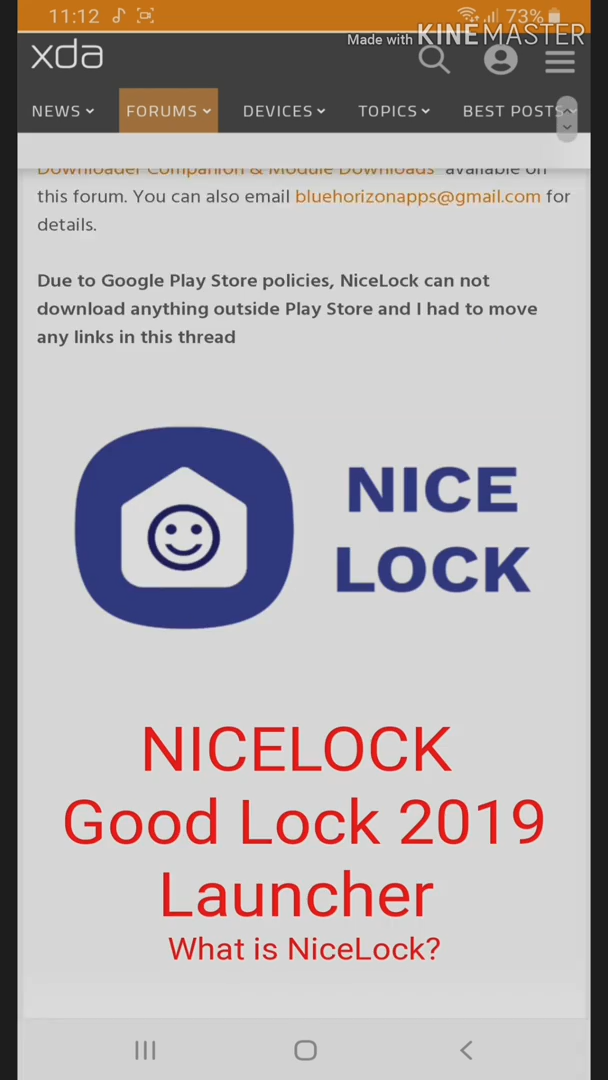 11:12
73%
Made with KINEMASTER
xda
NEWS
FORUMS
DEVICES
TOPICS
BEST POSTS
Downloader Companion & Module Downloads" available on
this forum. You can also email bluehorizonapps@gmail.com for
details.
Due to Google Play Store policies, NiceLock can not
download anything outside Play Store and I had to move
any links in this thread
NICE
LOCK
NICELOCK
Good Lock 2019
Launcher
What is NiceLock?